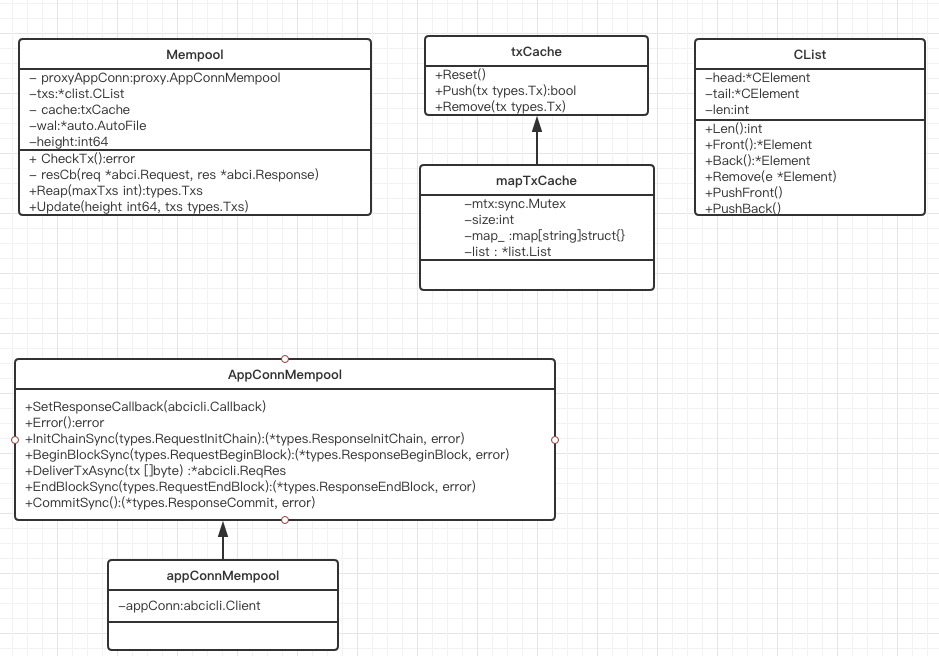 Mempool
- proxyAppConn:proxy.AppConnMempool
-txs:*clist.CList
- cache:txCache
-wal:*auto.AutoFile
-height:int64
+ CheckTx():error
- resCb(req *abci.Request, res *abci.Response)
+Reap(maxTxs int):types.Txs
+Update(height int64, txs types.Txs)
txCache
+Reset()
+Push(tx types.Tx):bool
+Remove(tx types.Tx)
mapTxCache
-mtx:sync.Mutex
-size:int
-map_ :map[string]struct{}
-list : *list.List
CList
-head:*CElement
-tail:*CElement
-len:int
+Len():int
+Front():*Element
+Back():*Element
+Remove(e *Element)
+PushFront()
+PushBack()
AppConnMempool
+SetResponseCallback(abcicli.Callback)
+Error():error
+InitChainSync(types.RequestInitChain):(*types.ResponseInitChain, error)
+BeginBlockSync(types.RequestBeginBlock):(*types.ResponseBeginBlock, error)
+DeliverTxAsync(tx []byte) :*abcicli.ReqRes
+EndBlockSync(types.RequestEndBlock):(*types.ResponseEndBlock, error)
+CommitSync():(*types.ResponseCommit, error)
appConnMempool
-appConn:abcicli.Client